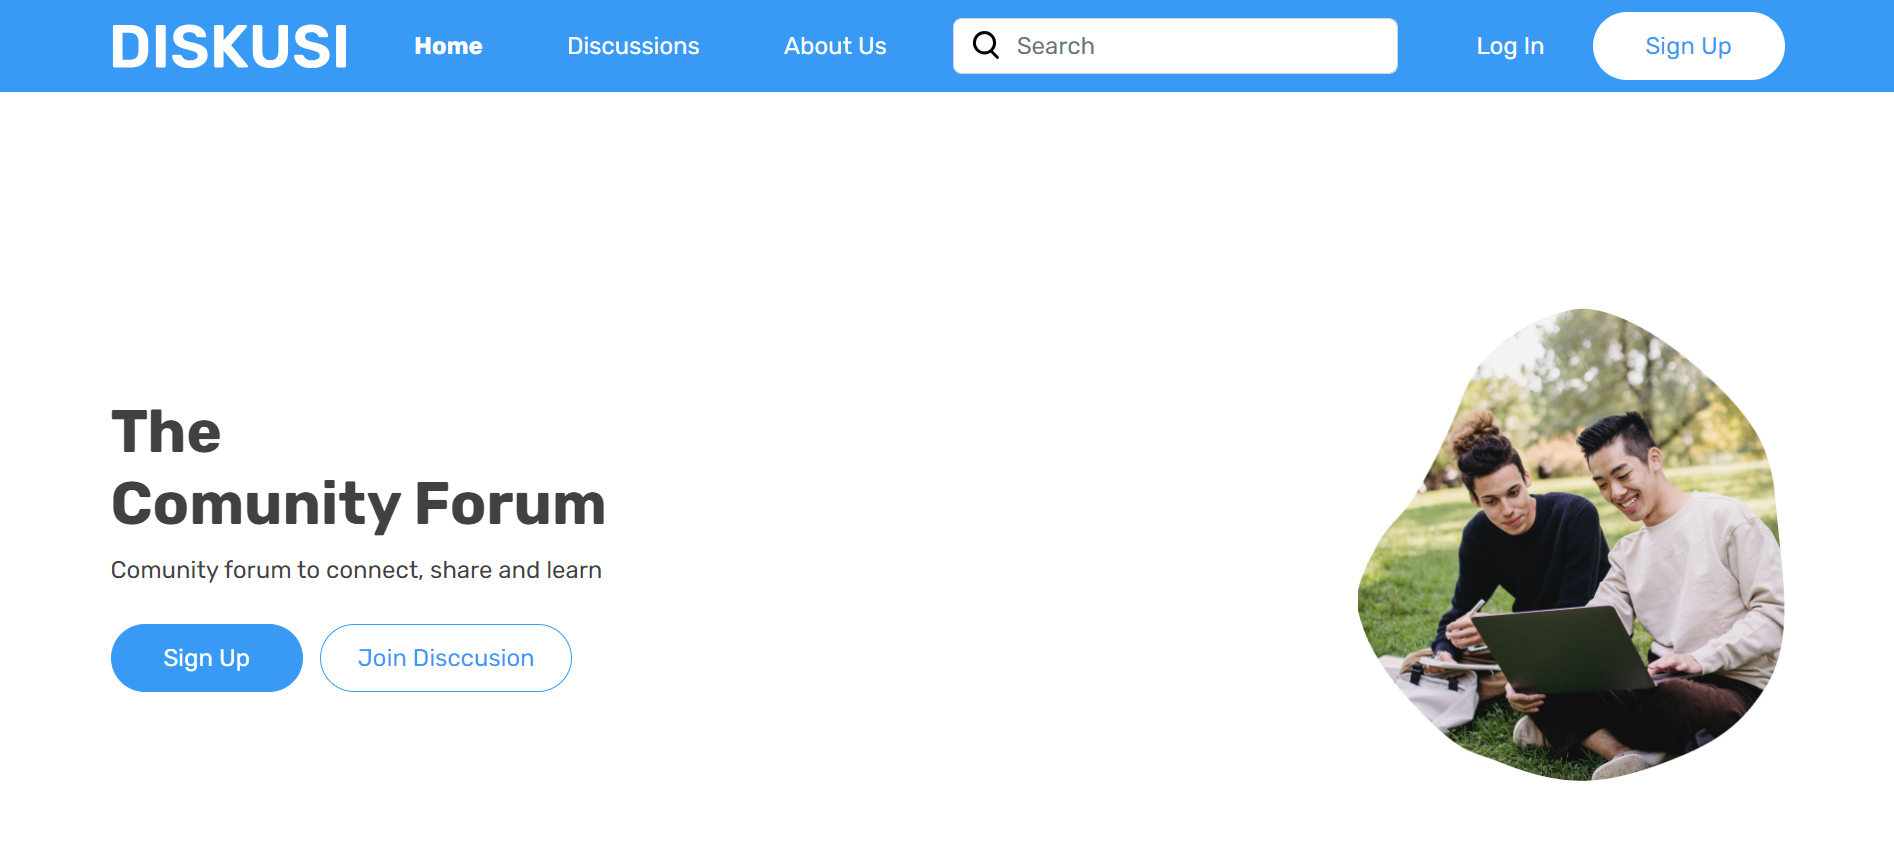 DISKUSI Home Discussions About Us Search Log In Sign Up
The
Comunity Forum
Comunity forum to connect, share and learn
Sign Up Join Disccusion